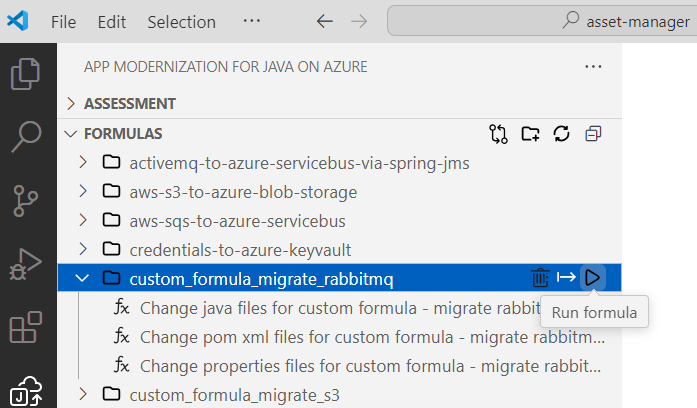 File Edit Selection ··· asset-manager
APP MODERNIZATION FOR JAVA ON AZURE ···
ASSESSMENT
FORMULAS
activemq-to-azure-servicebus-via-spring-jms
aws-s3-to-azure-blob-storage
aws-sqs-to-azure-servicebus
credentials-to-azure-keyvault
custom_formula_migrate_rabbitmq
Change java files for custom formula - migrate rabbit
Run formula
Change pom xml files for custom formula - migrate rabbitm...
Change properties files for custom formula - migrate rabbit...
custom_formula_migrate_s3